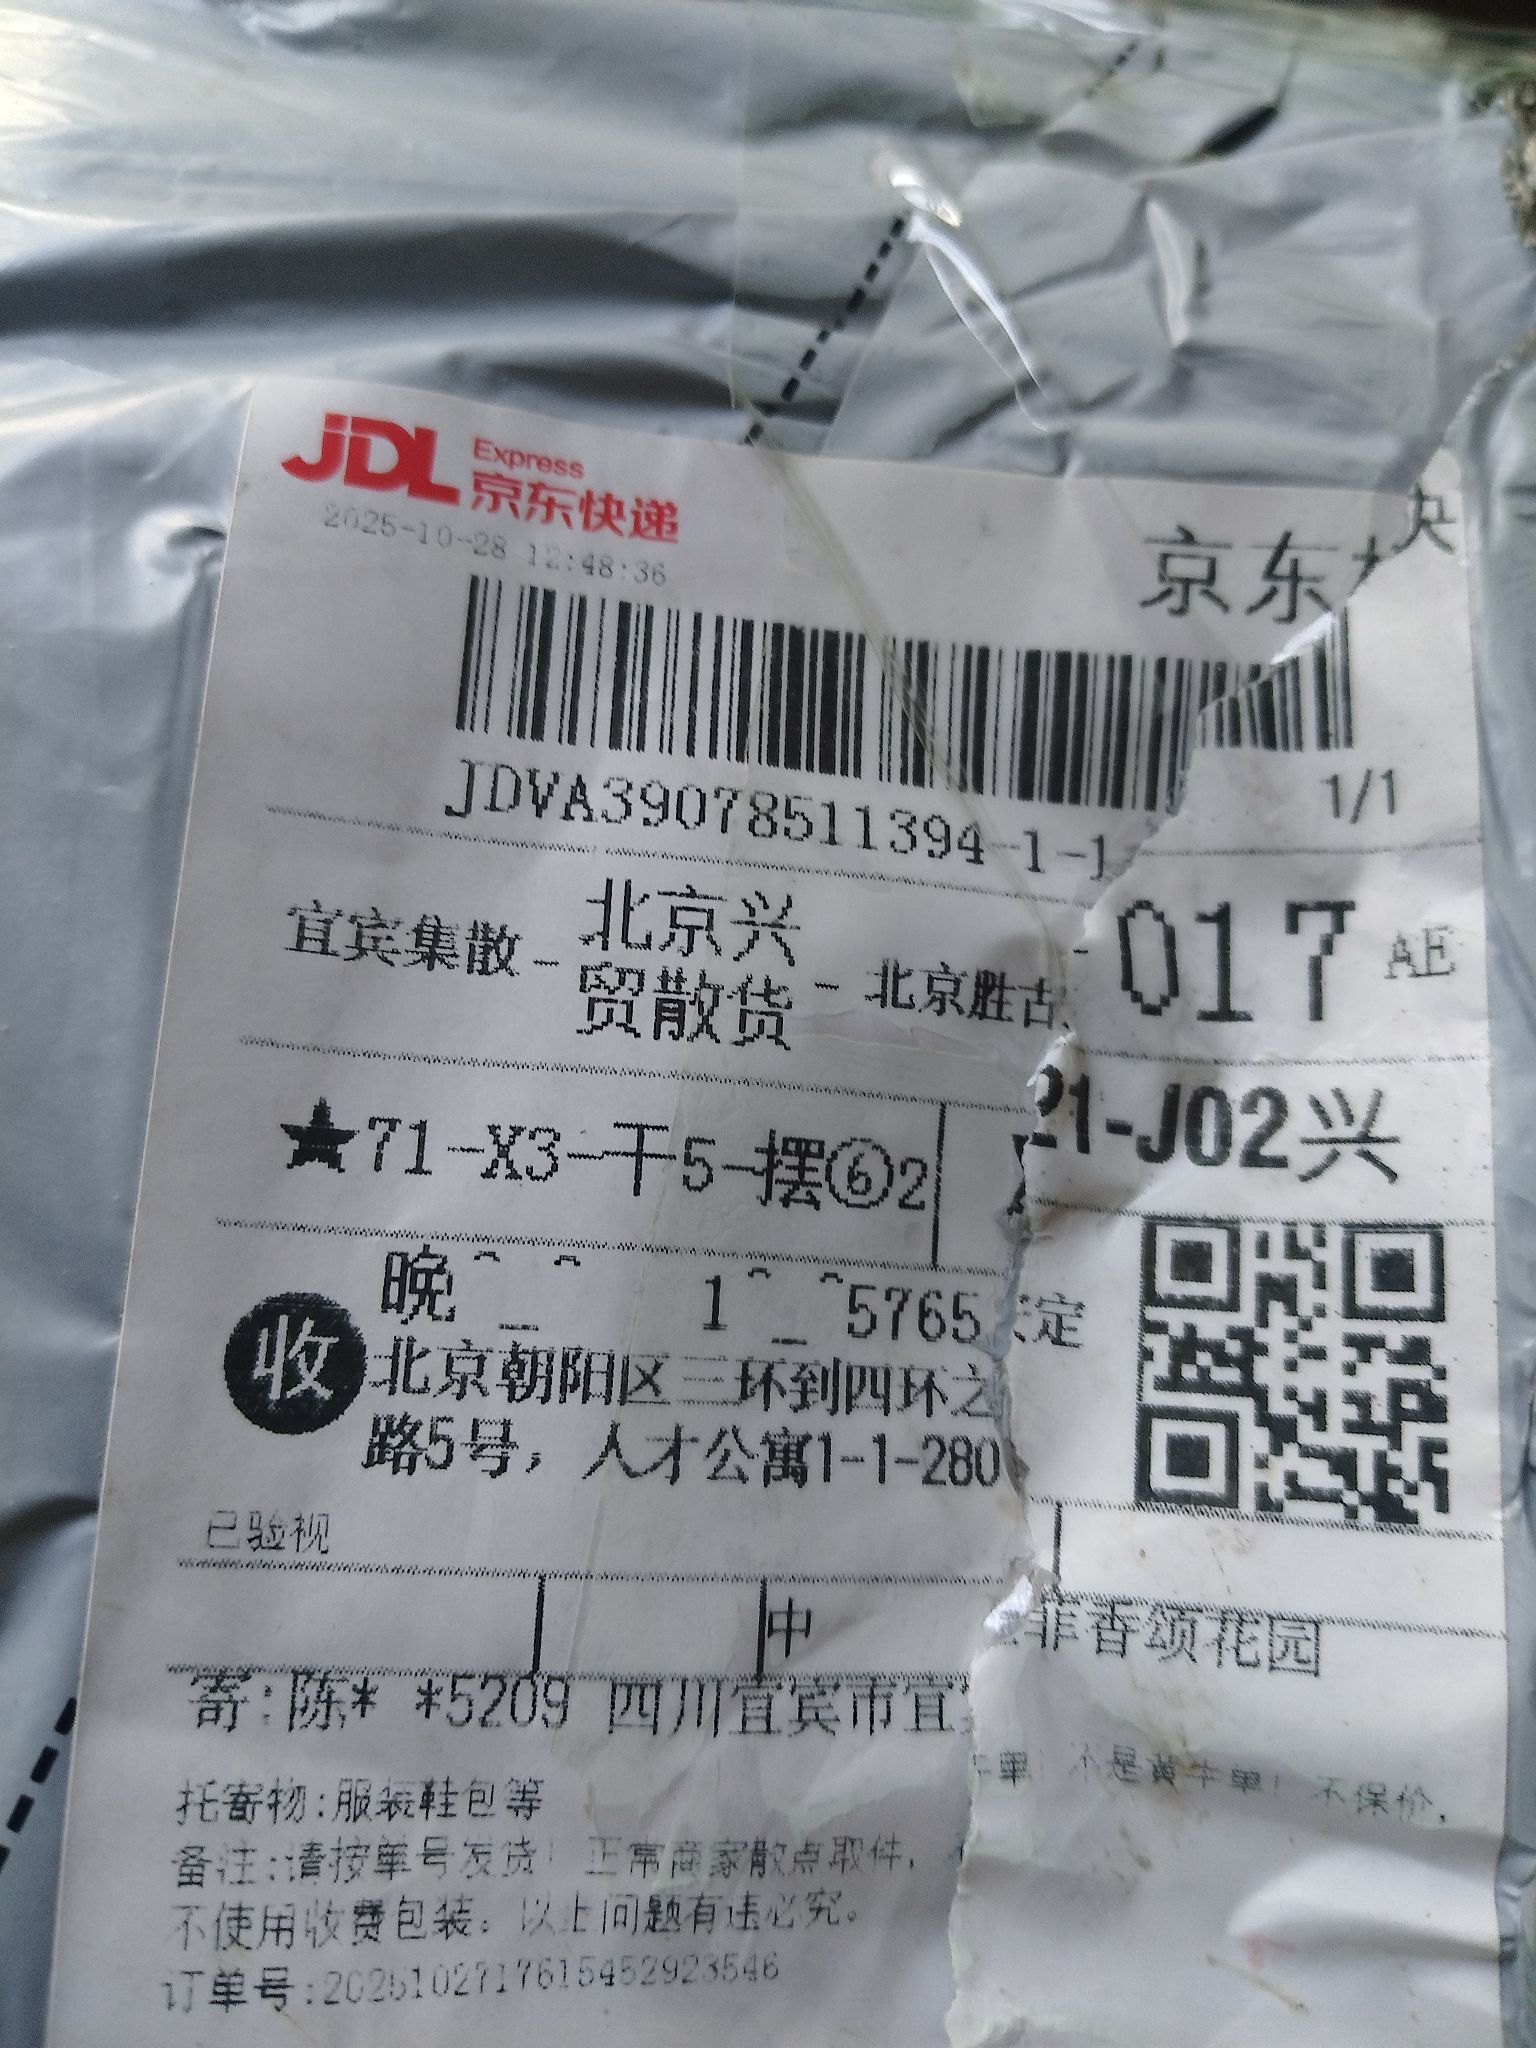 JDL Express
京东快递
2025-10-28 12:48:36
京东
JDVA39078511394-1-1
1/1
宜宾集散-北京兴贸散货-北京胜古-017 AE
★71-X3-干5-摆⑥2
21-J02兴
收
晚^_^ 1^_^5765 定
北京朝阳区三环到四环之
路5号，人才公寓1-1-280
已验视
中
寄:陈* *5209 四川宜宾市宜
菲香颂花园
托寄物:服装鞋包等
备注:请按单号发货！正常商家散点取件，
单！不是黄牛单！不保价，
不使用收费包装。以上问题有违必究。
订单号:2025102717615452923546